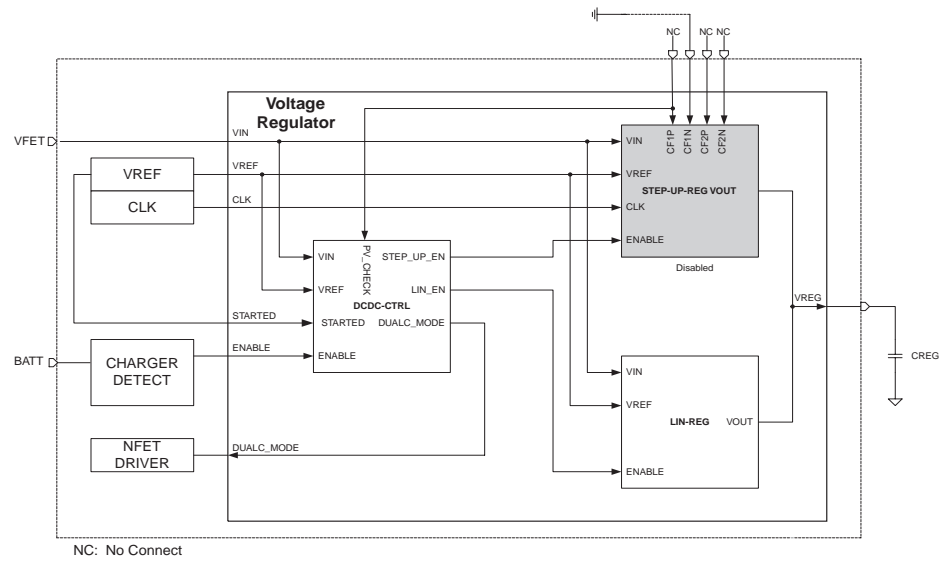 NC
NC NC
Voltage
Regulator
VFET
VIN
VREF
VREF
CLK
CLK
CF1P
CF1N
CF2P
CF2N
VIN
VREF
STEP-UP-REG VOUT
CLK
ENABLE
Disabled
PV_CHECK
VIN
STEP_UP_EN
VREF
LIN_EN
DCDC-CTRL
STARTED
STARTED
DUALC_MODE
ENABLE
ENABLE
BATT
CHARGER
DETECT
NFET
DRIVER
DUALC_MODE
VIN
VREF
LIN-REG
VOUT
ENABLE
VREG
CREG
NC: No Connect